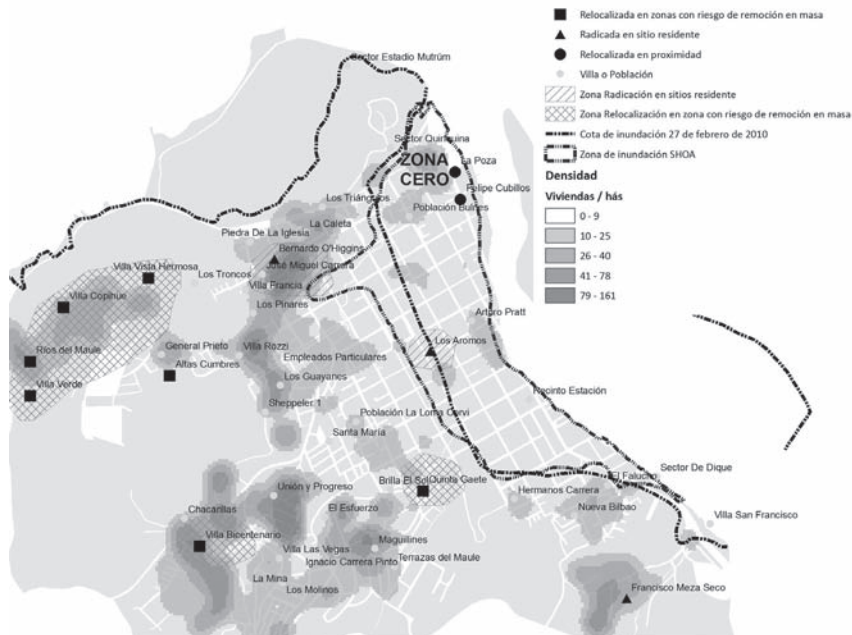 Relocalizada en zonas con riesgo de remoción en masa
Radicada en sitio residente
Relocalizada en proximidad
Villa o Población
Zona Radicación en sitios residente
Zona Relocalización en zona con riesgo de remoción en masa
Cota de inundación 27 de febrero de 2010
Zona de inundación SHOA
Densidad
Viviendas / hás
0 - 9
10 - 25
26 - 40
41 - 78
79 - 161
Sector Estadio Mutrúm
Sector Quiriquina
ZONA
CERO
La Poza
Felipe Cubillos
Los Triángulos
Población Bulnes
La Caleta
Piedra De La Iglesia
Bernardo O'Higgins
José Miguel Carrera
Villa Vista Hermosa
Los Troncos
Villa Francia
Villa Copihue
Los Pinares
Arturo Pratt
Los Aromos
General Prieto
Villa Rozzi
Empleados Particulares
Ríos del Maule
Altas Cumbres
Los Guayanes
Villa Verde
Recinto Estación
Sheppeler 1
Población La Loma Corvi
Santa María
Sector De Dique
El Falucho
Brilla El Sol
Quinta Gaete
Unión y Progreso
Hermanos Carrera
Chacarillas
El Esfuerzo
Nueva Bilbao
Villa San Francisco
Villa Bicentenario
Maguilines
Villa Las Vegas
Ignacio Carrera Pinto
Terrazas del Maule
La Mina
Los Molinos
Francisco Meza Seco